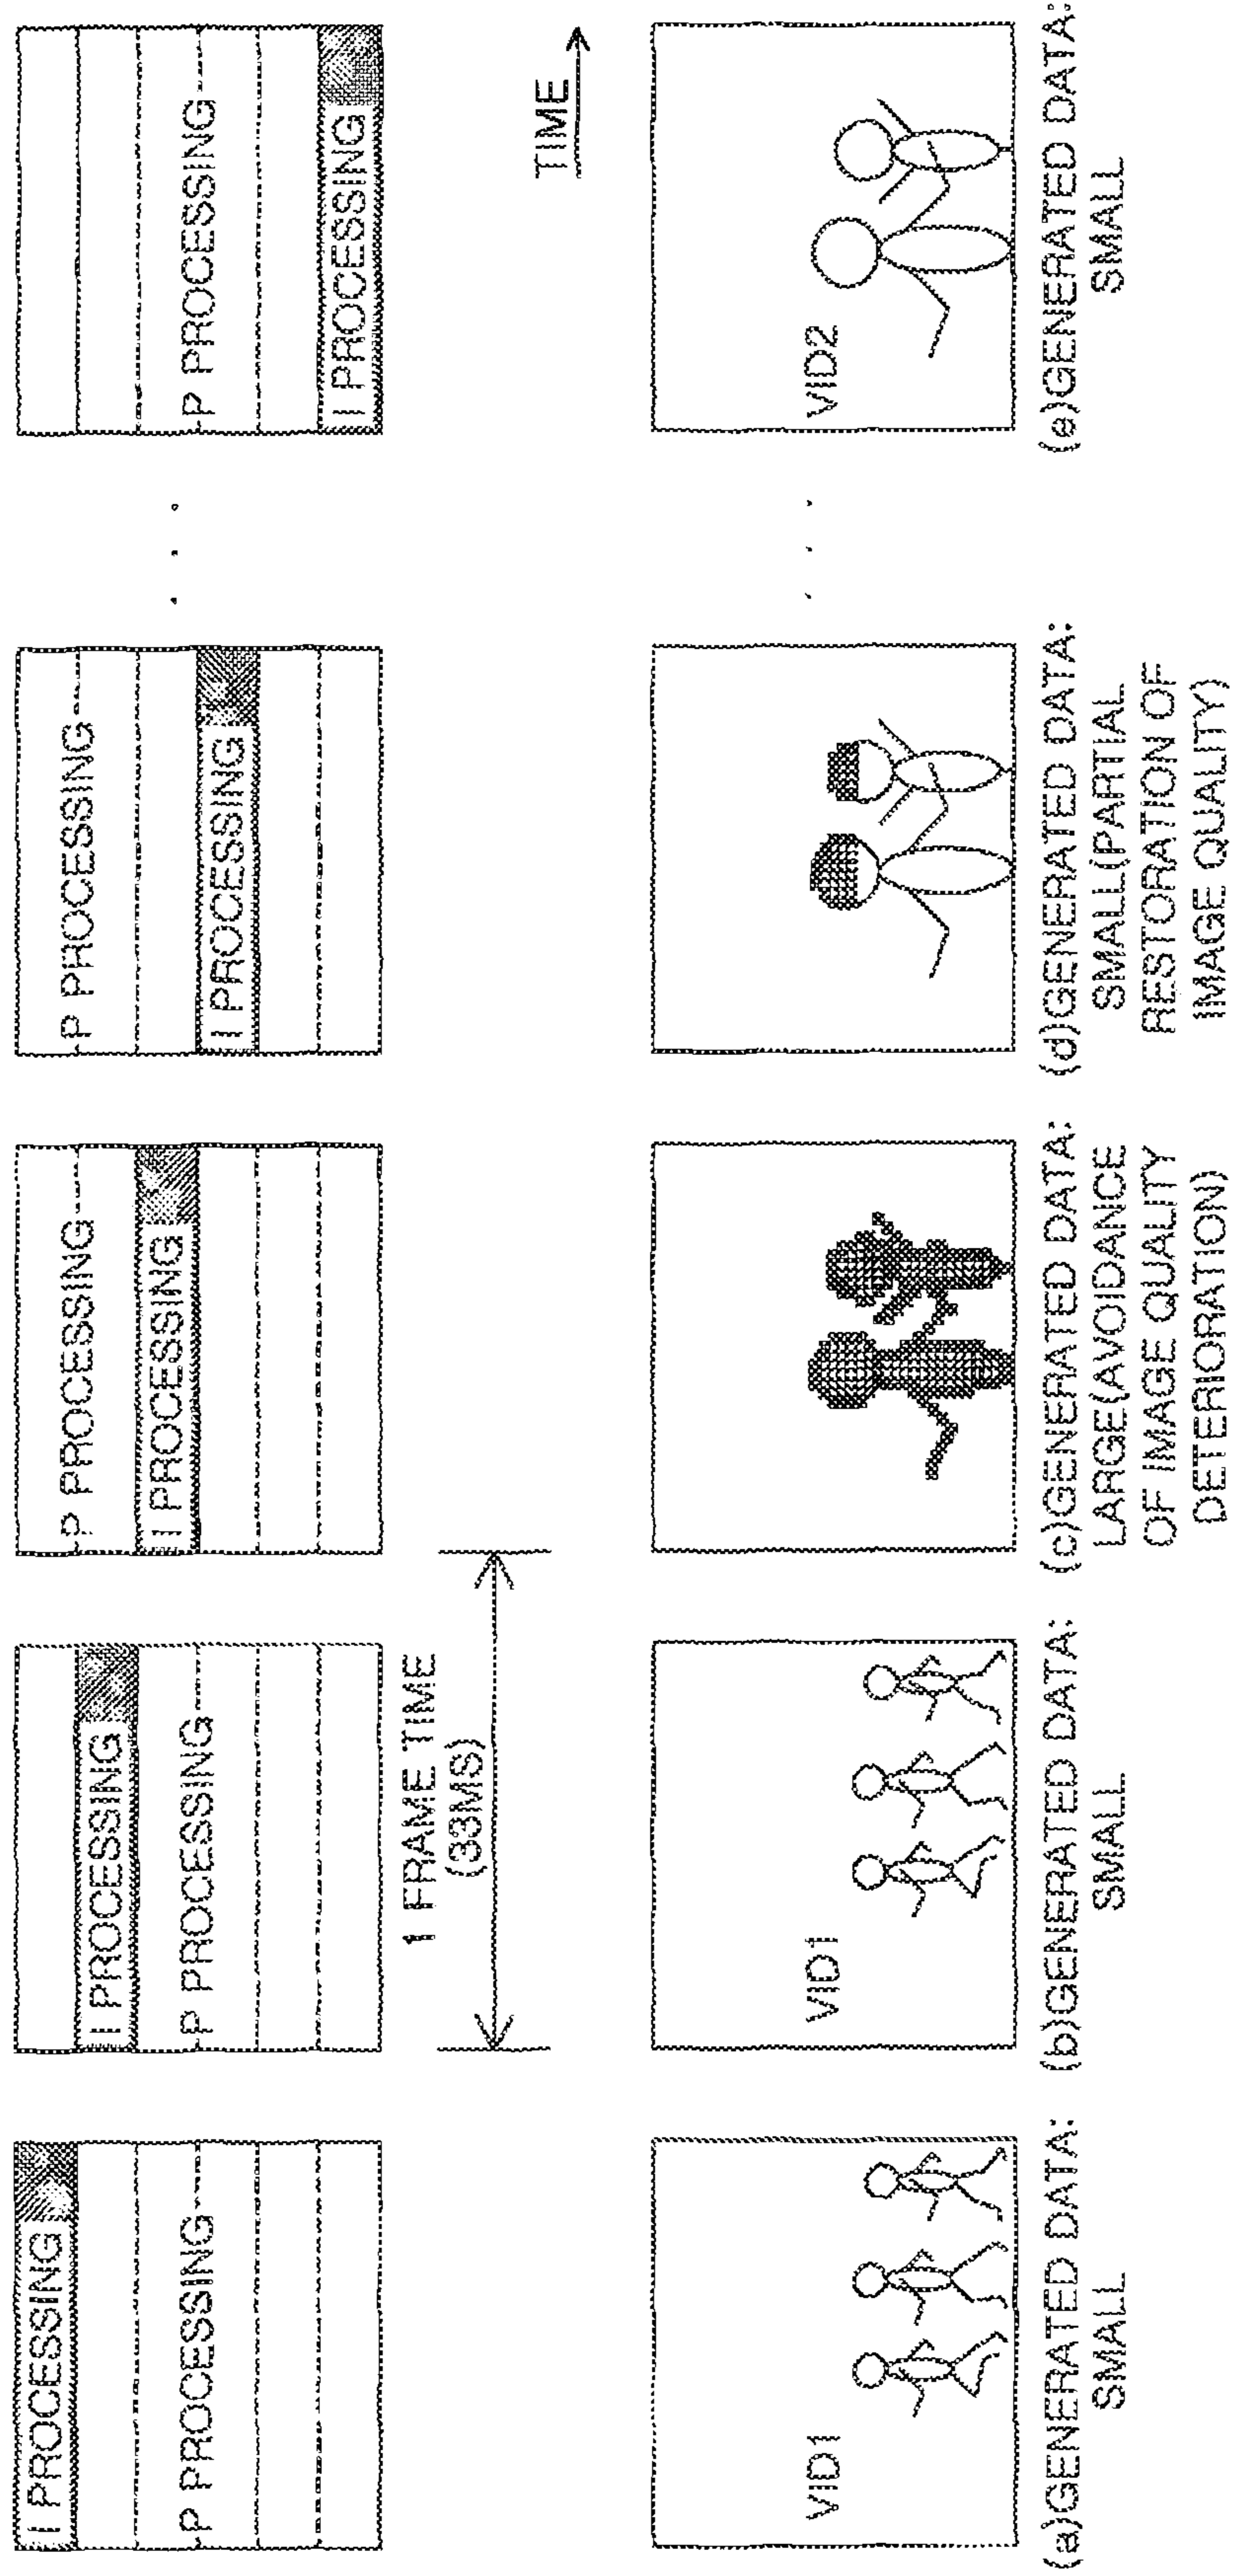 I PROCESSING
P PROCESSING
I PROCESSING
P PROCESSING
P PROCESSING
I PROCESSING
P PROCESSING
I PROCESSING
P PROCESSING
I PROCESSING
1 FRAME TIME
(33MS)
TIME
VID1
VID1
VID2
(a)GENERATED DATA:
SMALL
(b)GENERATED DATA:
SMALL
(c)GENERATED DATA:
LARGE(AVOIDANCE
OF IMAGE QUALITY
DETERIORATION)
(d)GENERATED DATA:
SMALL(PARTIAL
RESTORATION OF
IMAGE QUALITY)
(e)GENERATED DATA:
SMALL